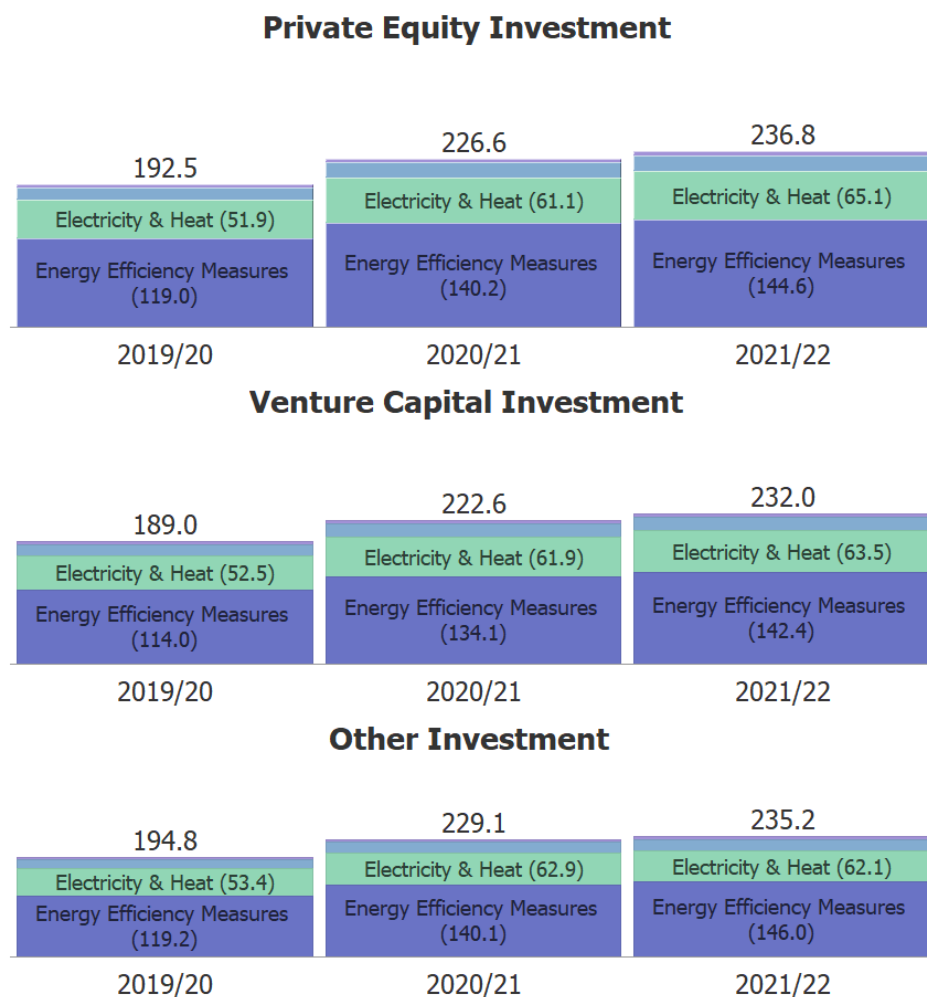 Private Equity Investment
192.5
226.6
236.8
Electricity & Heat (51.9)
Electricity & Heat (61.1)
Electricity & Heat (65.1)
Energy Efficiency Measures
(119.0)
Energy Efficiency Measures
(140.2)
Energy Efficiency Measures
(144.6)
2019/20
2020/21
2021/22
Venture Capital Investment
189.0
222.6
232.0
Electricity & Heat (52.5)
Electricity & Heat (61.9)
Electricity & Heat (63.5)
Energy Efficiency Measures
(114.0)
Energy Efficiency Measures
(134.1)
Energy Efficiency Measures
(142.4)
2019/20
2020/21
2021/22
Other Investment
194.8
229.1
235.2
Electricity & Heat (53.4)
Electricity & Heat (62.9)
Electricity & Heat (62.1)
Energy Efficiency Measures
(119.2)
Energy Efficiency Measures
(140.1)
Energy Efficiency Measures
(146.0)
2019/20
2020/21
2021/22